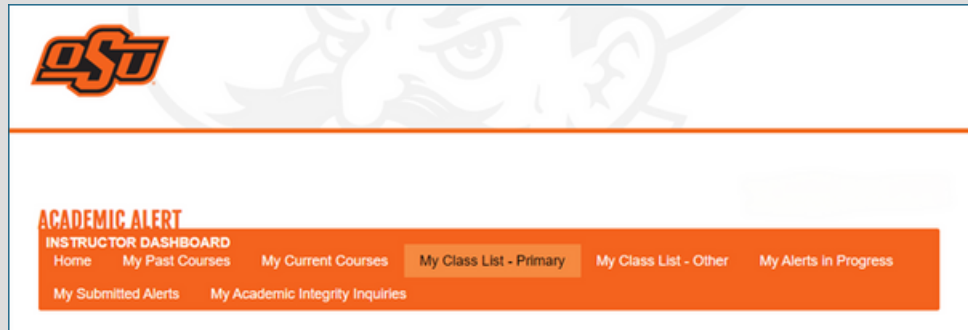 OSU
ACADEMIC ALERT
INSTRUCTOR DASHBOARD
Home My Past Courses My Current Courses My Class List - Primary My Class List - Other My Alerts in Progress
My Submitted Alerts My Academic Integrity Inquiries